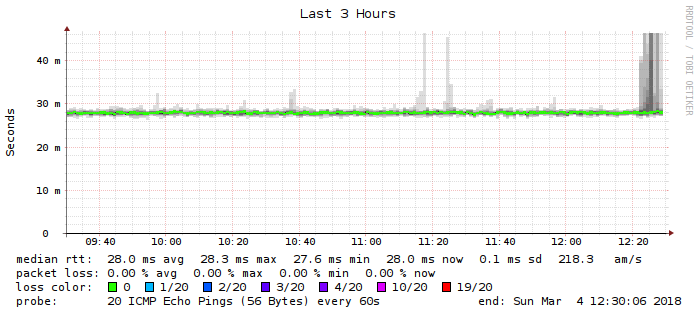 Last 3 Hours
RRDTOOL / TOBI OETIKER
Seconds
40 m
30 m
20 m
10 m
0
09:40 10:00 10:20 10:40 11:00 11:20 11:40 12:00 12:20
median rtt: 28.0 ms avg 28.3 ms max 27.6 ms min 28.0 ms now 0.1 ms sd 218.3 am/s
packet loss: 0.00 % avg 0.00 % max 0.00 % min 0.00 % now
loss color: 0 1/20 2/20 3/20 4/20 10/20 19/20
probe: 20 ICMP Echo Pings (56 Bytes) every 60s end: Sun Mar 4 12:30:06 2018